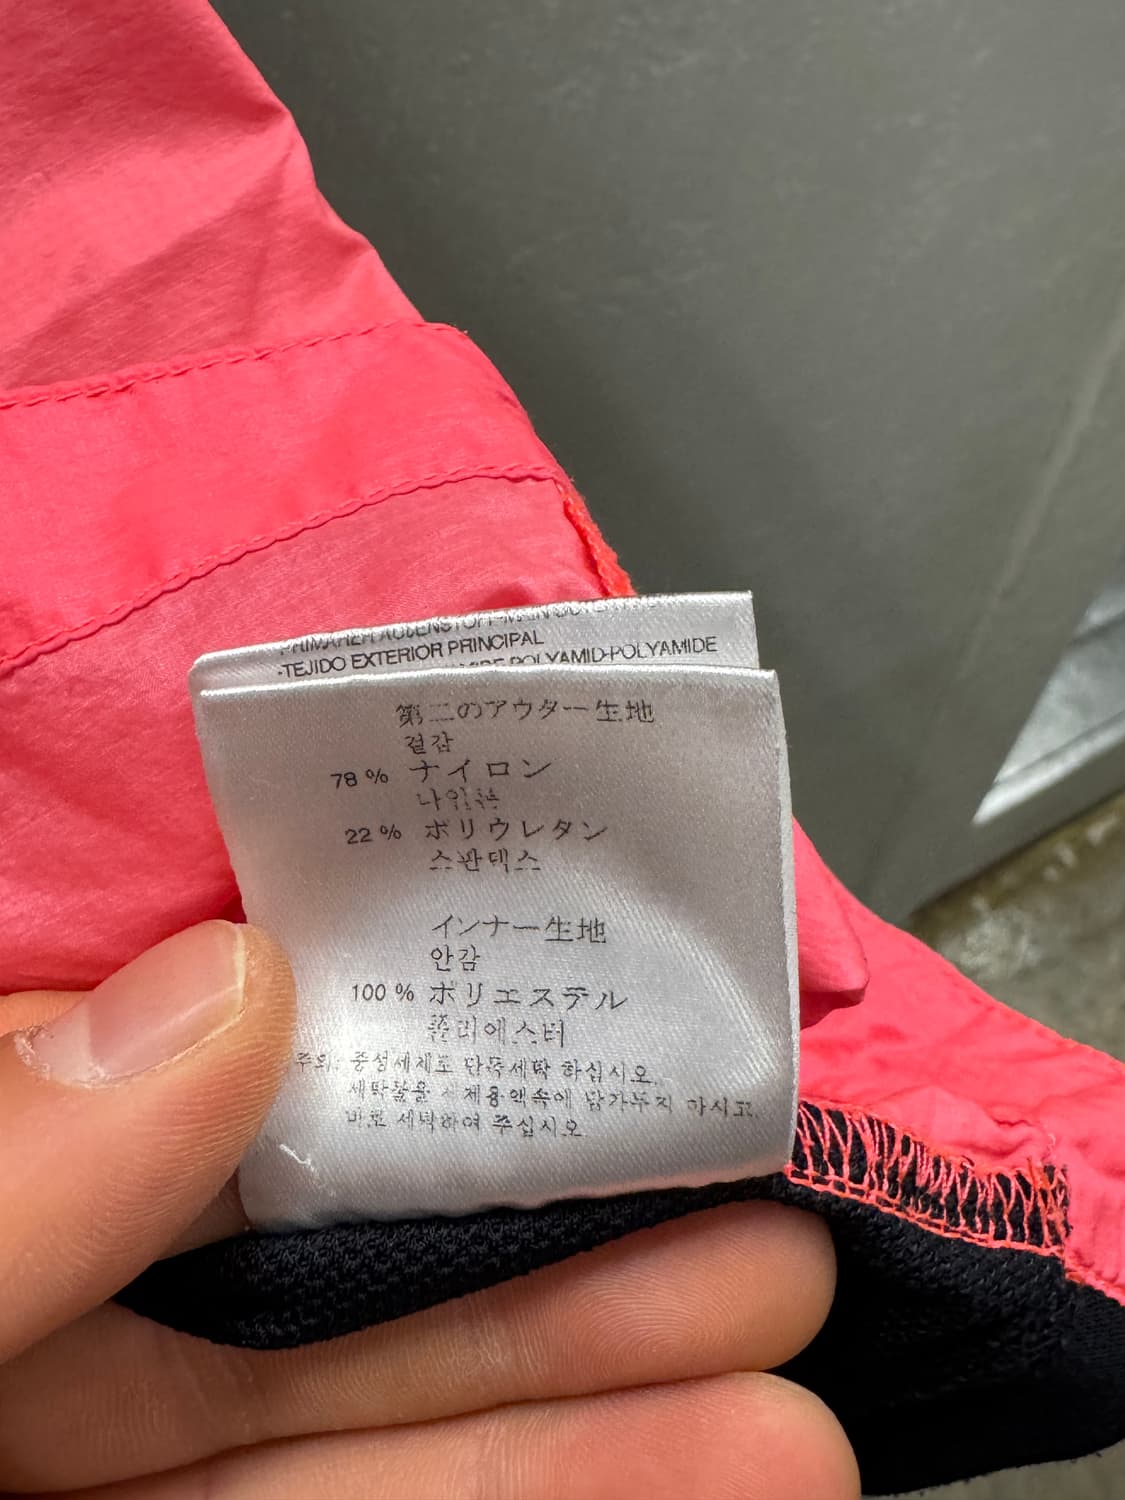 -TEJIDO EXTERIOR PRINCIPAL
POLYAMID-POLYAMIDE
第二のアウター生地
겉감
78 % ナイロン
나일론
22 % ポリウレタン
스판덱스
インナー生地
안감
100 % ポリエステル
폴리에스터
주의: 중성세제로 단독세탁 하십시오.
세탁물을 세제용액속에 담가두지 마시고,
바로 세탁하여 주십시오